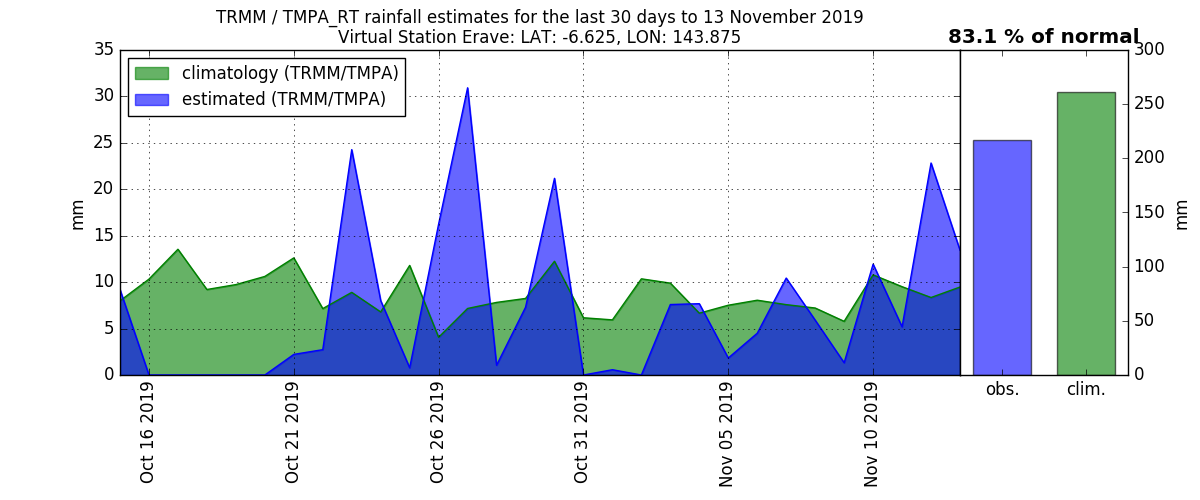 TRMM / TMPA_RT rainfall estimates for the last 30 days to 13 November 2019
Virtual Station Erave: LAT: -6.625, LON: 143.875
83.1 % of normal
climatology (TRMM/TMPA)
estimated (TRMM/TMPA)
35
30
25
20
15
10
5
0
mm
Oct 16 2019
Oct 21 2019
Oct 26 2019
Oct 31 2019
Nov 05 2019
Nov 10 2019
obs.
clim.
300
250
200
150
100
50
0
mm